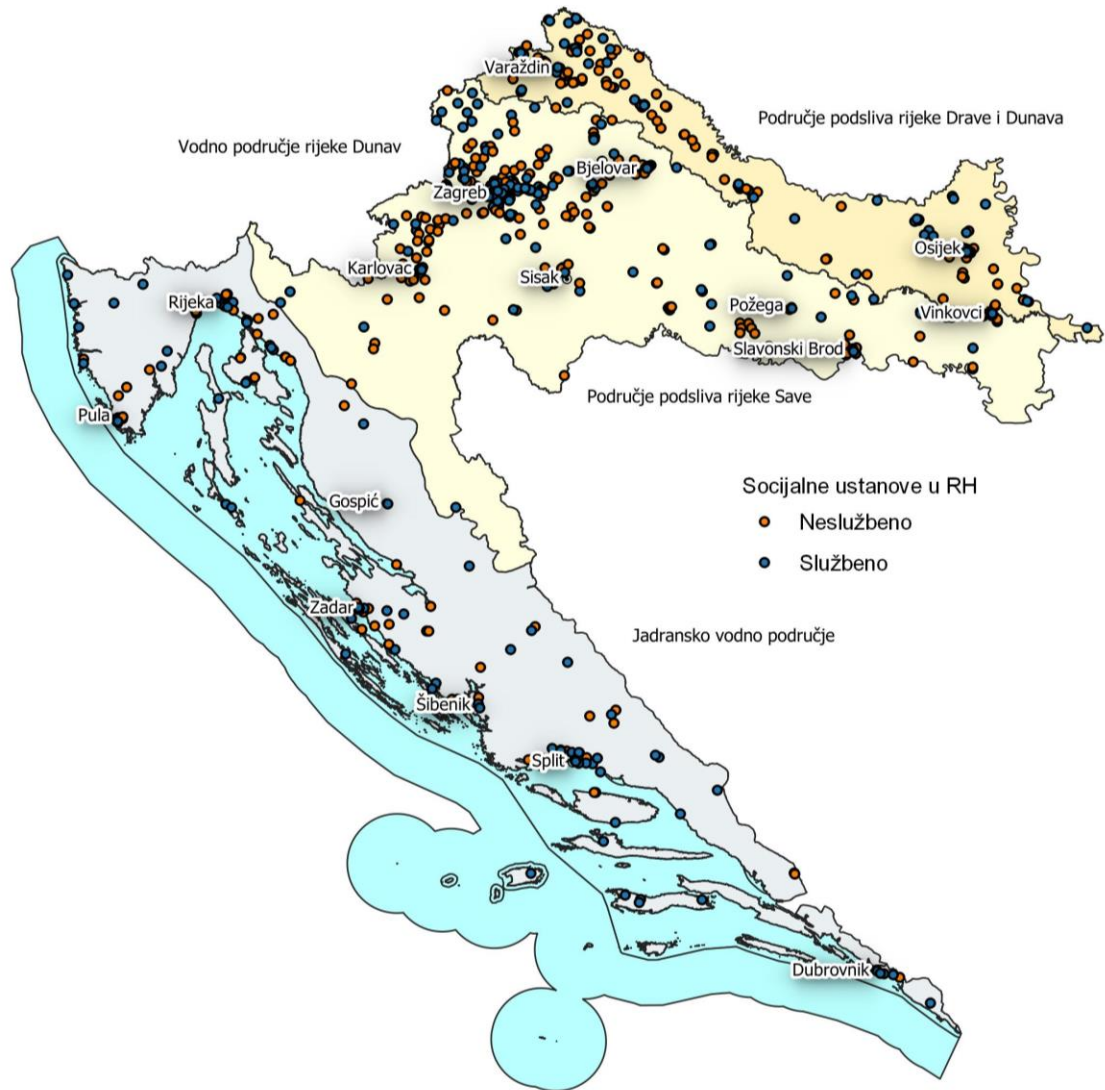 Varaždin
Područje podsliva rijeke Drave i Dunava
Vodno područje rijeke Dunav
Bjelovar
Zagreb
Osijek
Karlovac
Sisak
Rijeka
Požega
Vinkovci
Slavonski Brod
Područje podsliva rijeke Save
Pula
Socijalne ustanove u RH
Gospić
Neslužbeno
Službeno
Zadar
Jadransko vodno područje
Šibenik
Split
Dubrovnik